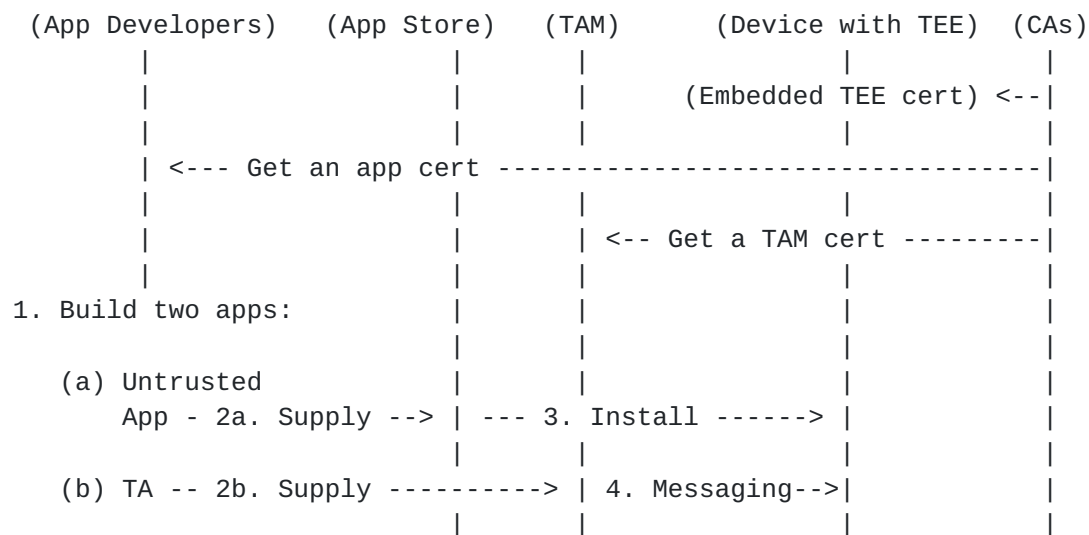 (App Developers)   (App Store)   (TAM)      (Device with TEE)  (CAs)
        |                   |       |                |            |
        |                   |       |      (Embedded TEE cert) <--|
        |                   |       |                |            |
        | <--- Get an app cert -----------------------------------|
        |                   |       |                |            |
        |                   |       | <-- Get a TAM cert ---------|
        |                   |       |                |            |
1. Build two apps:          |       |                |            |
                            |       |                |            |
   (a) Untrusted            |       |                |            |
       App - 2a. Supply --> | --- 3. Install ------> |            |
                            |       |                |            |
   (b) TA -- 2b. Supply ----------> | 4. Messaging-->|            |
                            |       |                |            |